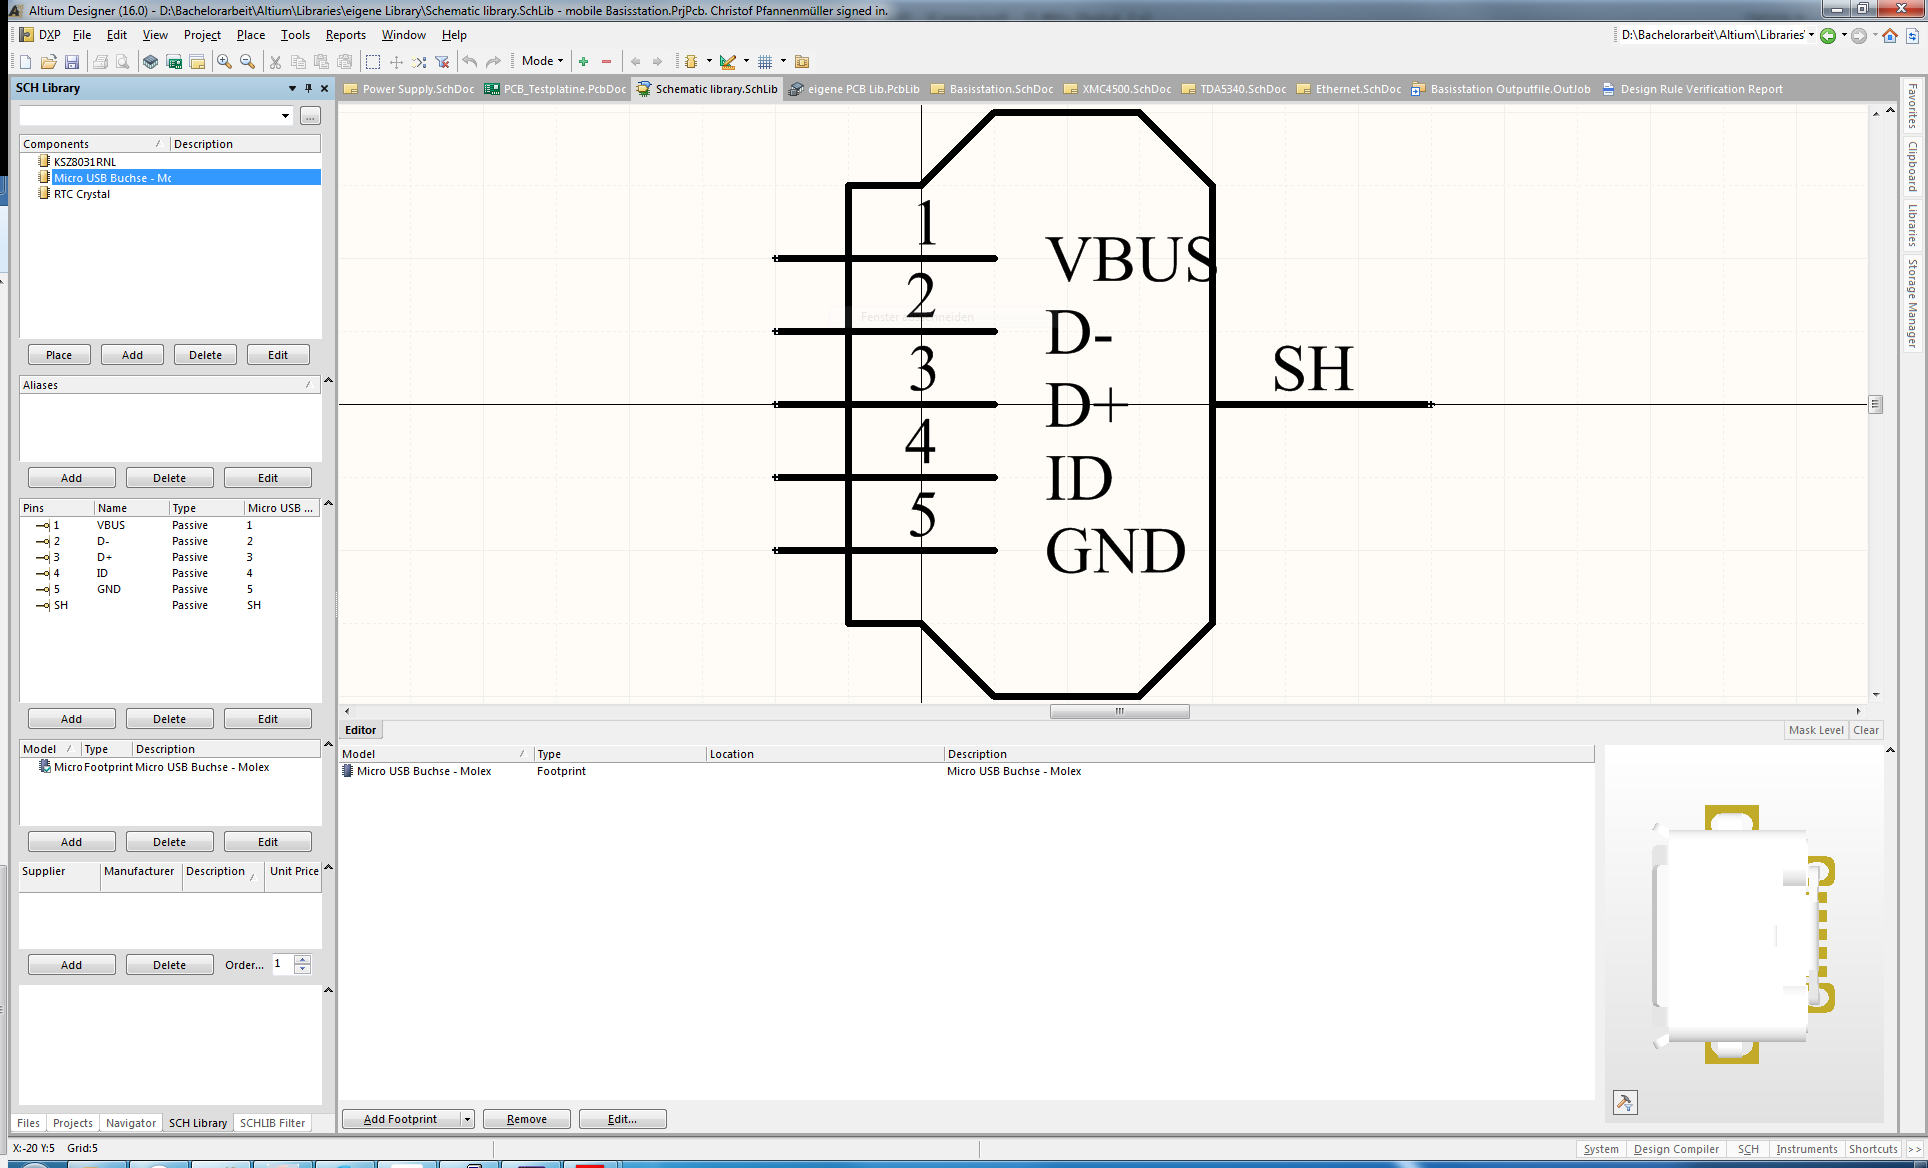 Altium Designer (16.0) - D:\Bachelorarbeit\Altium\Libraries\eigene Library\Schematic library.SchLib - mobile Basisstation.PrjPcb. Christof Pfannenmüller signed in.
DXP File Edit View Project Place Tools Reports Window Help
D:\Bachelorarbeit\Altium\Libraries\
Mode
SCH Library
Power Supply.SchDoc PCB_Testplatine.PcbDoc Schematic library.SchLib eigene PCB Lib.PcbLib Basisstation.SchDoc XMC4500.SchDoc TDA5340.SchDoc Ethernet.SchDoc Basisstation Outputfile.OutJob Design Rule Verification Report
...
Components Description
KSZ8031RNL
Micro USB Buchse - Mc
RTC Crystal
Place Add Delete Edit
Aliases
Add Delete Edit
Pins Name Type Micro USB ...
1 VBUS Passive 1
2 D- Passive 2
3 D+ Passive 3
4 ID Passive 4
5 GND Passive 5
SH Passive SH
Add Delete Edit
Model Type Description
Micro Footprint Micro USB Buchse - Molex
Add Delete Edit
Supplier Manufacturer Description Unit Price
Add Delete Order... 1
Files Projects Navigator SCH Library SCHLIB Filter
1 VBUS
2 D-
3 D+
4 ID
5 GND
SH
Favorites
Clipboard
Libraries
Storage Manager
Editor Mask Level Clear
Model Type Location Description
Micro USB Buchse - Molex Footprint Micro USB Buchse - Molex
Add Footprint Remove Edit...
X:-20 Y:5 Grid:5
System Design Compiler SCH Instruments Shortcuts >>